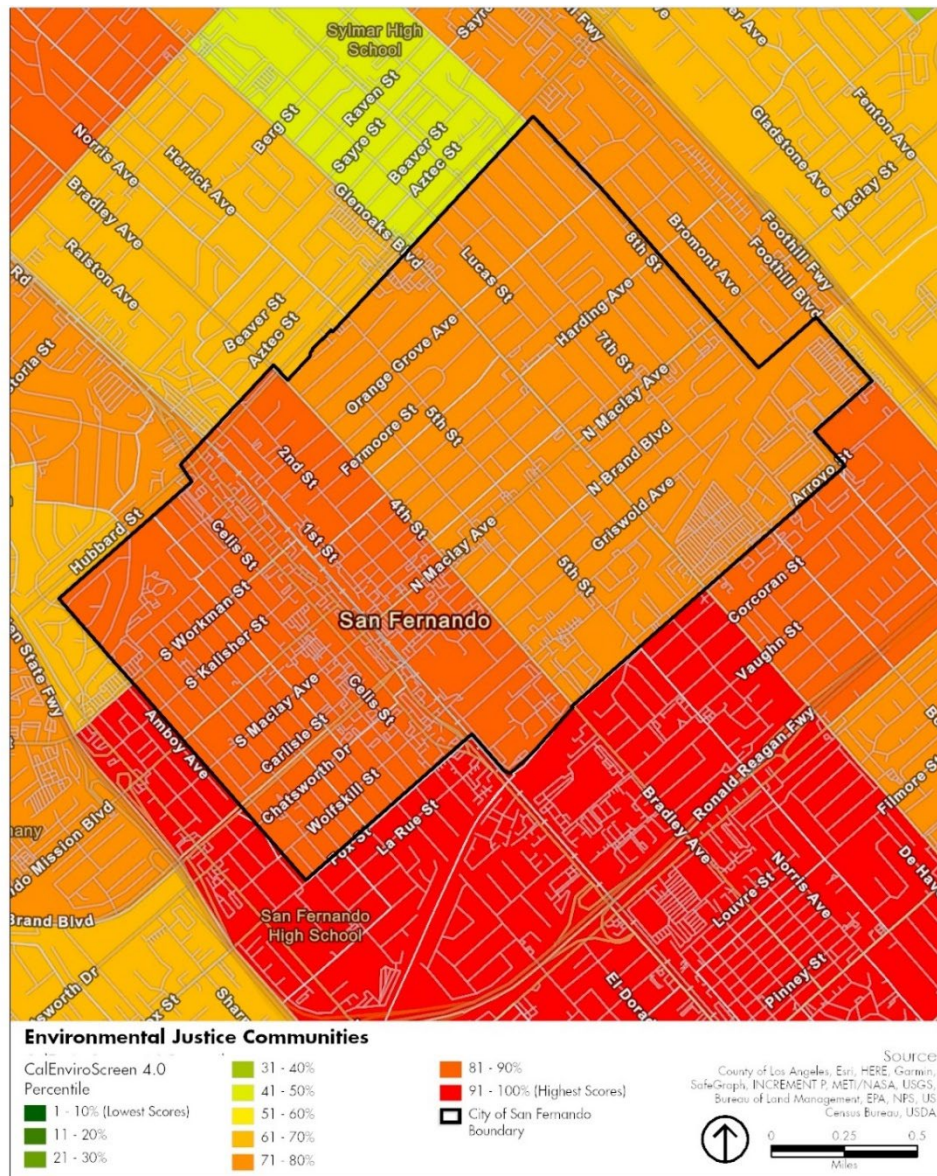 Sylmar High
School
Norris Ave
Herrick Ave
Berg St
Raven St
Sayre St
Beaver St
Aztec St
Fenton Ave
Gladstone Ave
Maclay St
Bradley Ave
Ralston Ave
Glenoaks Blvd
Foothill Fwy
Foothill Blvd
Bromont Ave
8th St
Lucas St
Harding Ave
Beaver St
Aztec St
Rd
Orange Grove Ave
7th St
N Maclay Ave
Fermoore St
5th St
N Brand Blvd
2nd St
4th St
Griswold Ave
Arroyo St
Hubbard St
Cells St
1st St
N Maclay Ave
5th St
S Workman St
San Fernando
Corcoran St
S Kalisher St
Vaughn St
State Fwy
S Maclay Ave
Cells St
Amboy Ave
Carlisle St
Chatsworth Dr
Wolfskill St
Ronald Reagan Fwy
Filmore St
La Rue St
Bradley Ave
Norris Ave
Louvre St
Mission Blvd
Brand Blvd
San Fernando
High School
Pinney St
Environmental Justice Communities
CalEnviroScreen 4.0
Percentile
1 - 10% (Lowest Scores)
11 - 20%
21 - 30%
31 - 40%
41 - 50%
51 - 60%
61 - 70%
71 - 80%
81 - 90%
91 - 100% (Highest Scores)
City of San Fernando
Boundary
Source
County of Los Angeles, Esri, HERE, Garmin,
SafeGraph, INCREMENT P, METI/NASA, USGS,
Bureau of Land Management, EPA, NPS, US
Census Bureau, USDA
0 0.25 0.5
Miles